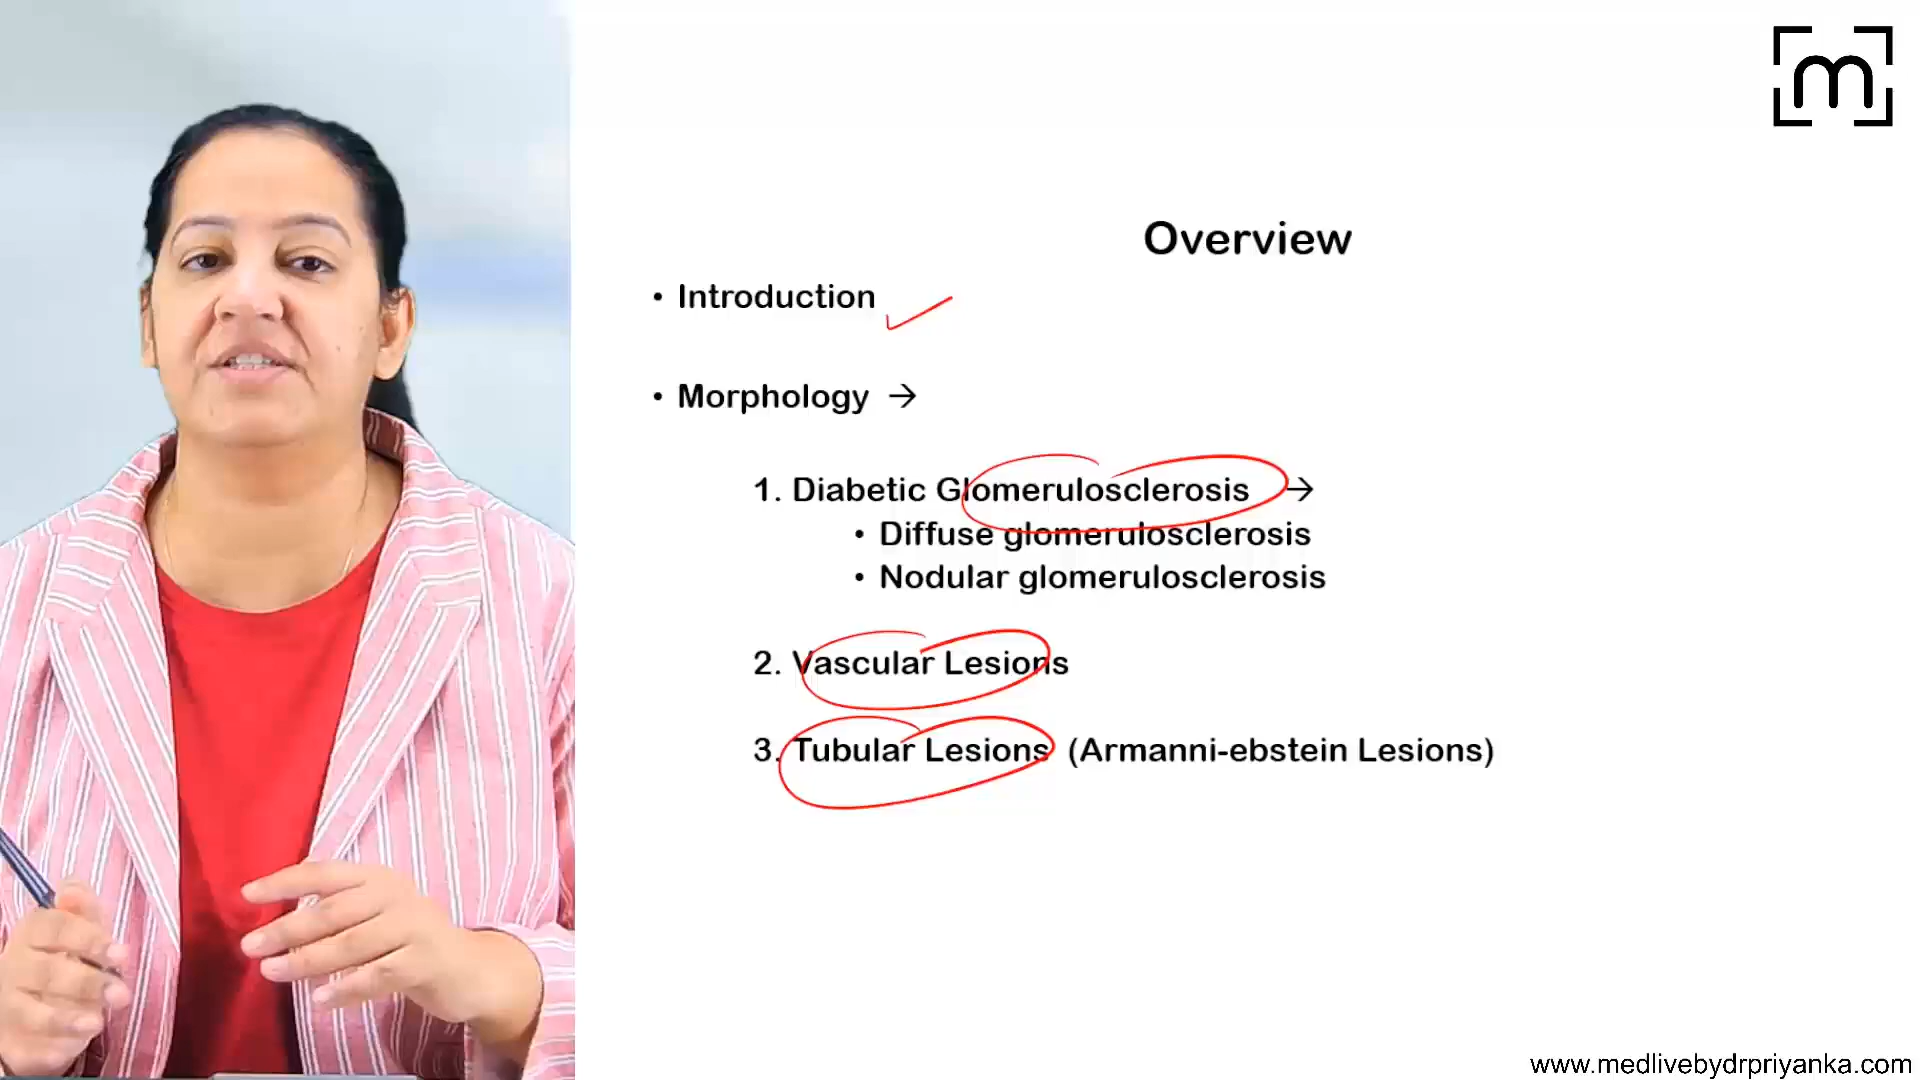 m
Overview
• Introduction
• Morphology →
1. Diabetic Glomerulosclerosis →
• Diffuse glomerulosclerosis
• Nodular glomerulosclerosis
2. Vascular Lesions
3. Tubular Lesions (Armanni-ebstein Lesions)
www.medlivebydrpriyanka.com